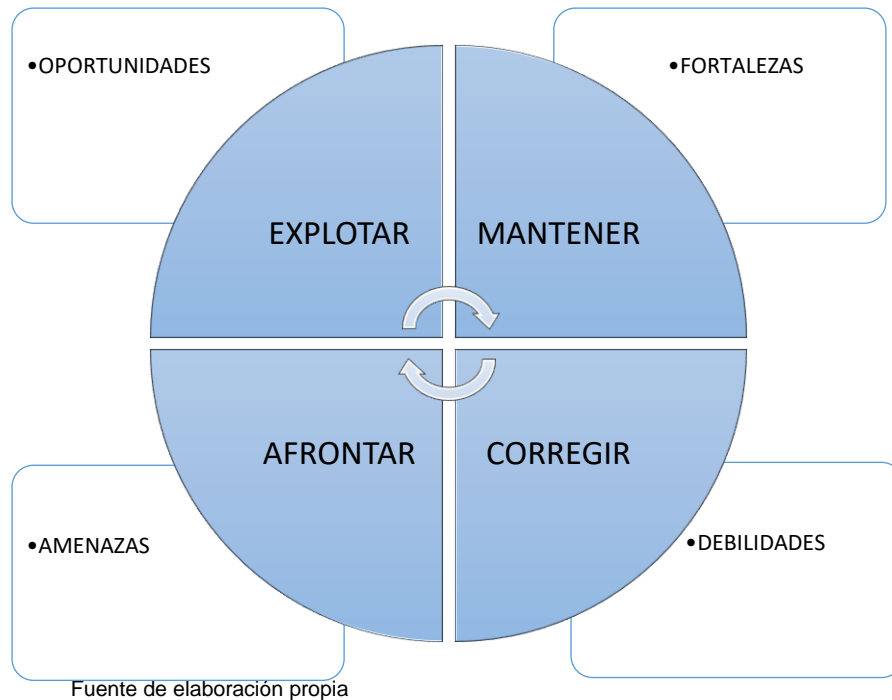 •OPORTUNIDADES
•FORTALEZAS
EXPLOTAR
MANTENER
AFRONTAR
CORREGIR
•AMENAZAS
•DEBILIDADES
Fuente de elaboración propia